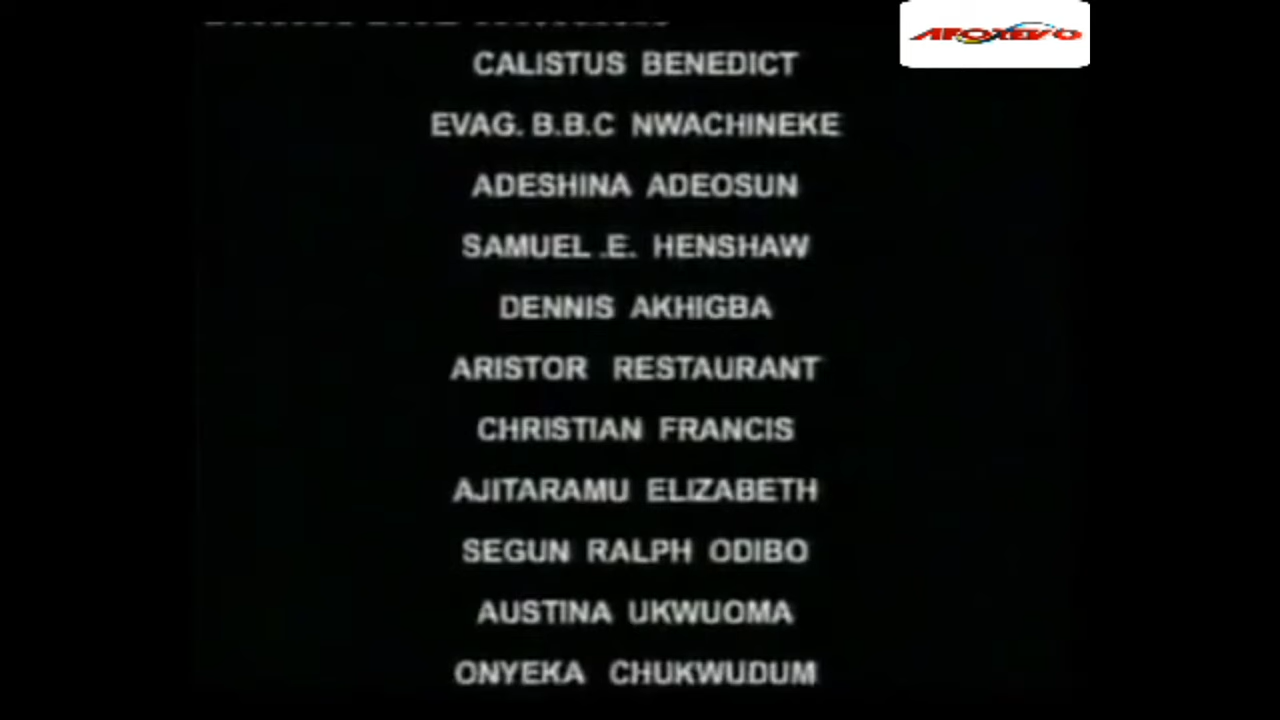 CALISTUS BENEDICT
EVAG. B.B.C NWACHINEKE
ADESHINA ADEOSUN
SAMUEL .E. HENSHAW
DENNIS AKHIGBA
ARISTOR RESTAURANT
CHRISTIAN FRANCIS
AJITARAMU ELIZABETH
SEGUN RALPH ODIBO
AUSTINA UKWUOMA
ONYEKA CHUKWUDUM